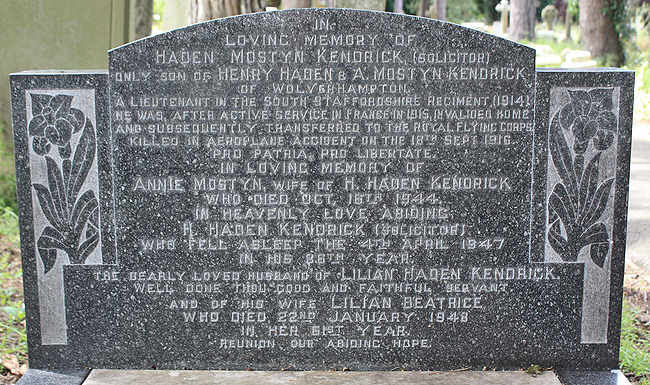 IN
LOVING MEMORY OF
HADEN MOSTYN KENDRICK, (SOLICITOR)
ONLY SON OF HENRY HADEN & A. MOSTYN KENDRICK
OF WOLVERHAMPTON.
A LIEUTENANT IN THE SOUTH STAFFORDSHIRE REGIMENT, (1914)
HE WAS, AFTER ACTIVE SERVICE IN FRANCE IN 1915, INVALIDED HOME
AND SUBSEQUENTLY, TRANSFERRED TO THE ROYAL FLYING CORPS,
KILLED IN AEROPLANE ACCIDENT ON THE 18TH SEPT 1916.
PRO PATRIA, PRO LIBERTATE.
IN LOVING MEMORY OF
ANNIE MOSTYN, WIFE OF H. HADEN KENDRICK
WHO DIED OCT. 18TH 1944.
IN HEAVENLY LOVE ABIDING.
H. HADEN KENDRICK (SOLICITOR)
WHO FELL ASLEEP THE 4TH APRIL 1947
IN HIS 88TH YEAR.
THE DEARLY LOVED HUSBAND OF LILIAN HADEN KENDRICK.
WELL DONE THOU GOOD AND FAITHFUL SERVANT.
AND OF HIS WIFE LILIAN BEATRICE
WHO DIED 22ND JANUARY 1948
IN HER 61ST YEAR.
REUNION OUR ABIDING HOPE.